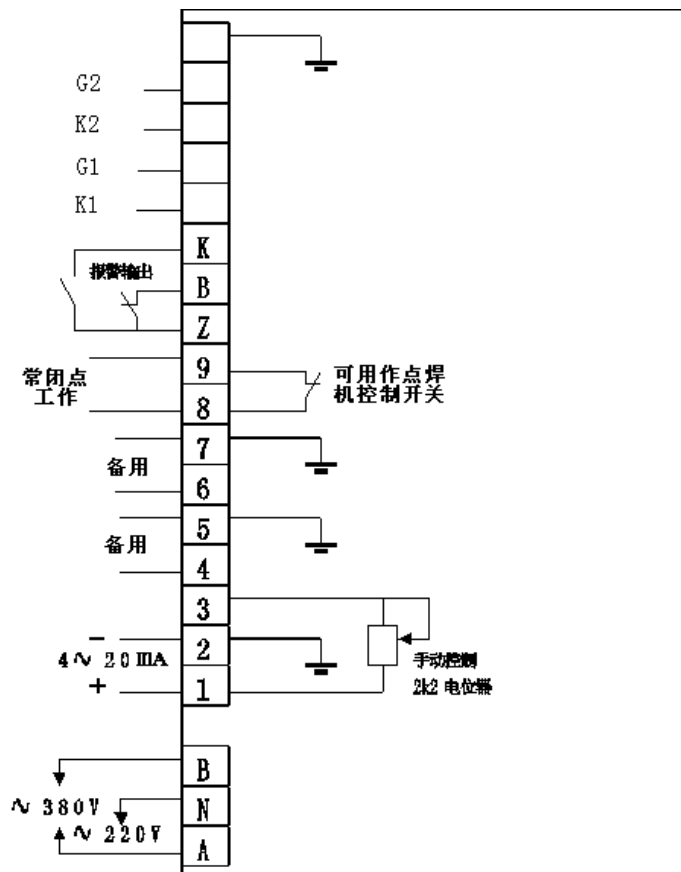 G2
K2
G1
K1
K
报警输出
B
Z
9
常闭点
工作
可用作点焊
机控制开关
8
7
备用
6
5
备用
4
3
−
2
4~20mA
手动控制
+
1
2k2 电位器
B
~380V
N
~220V
A